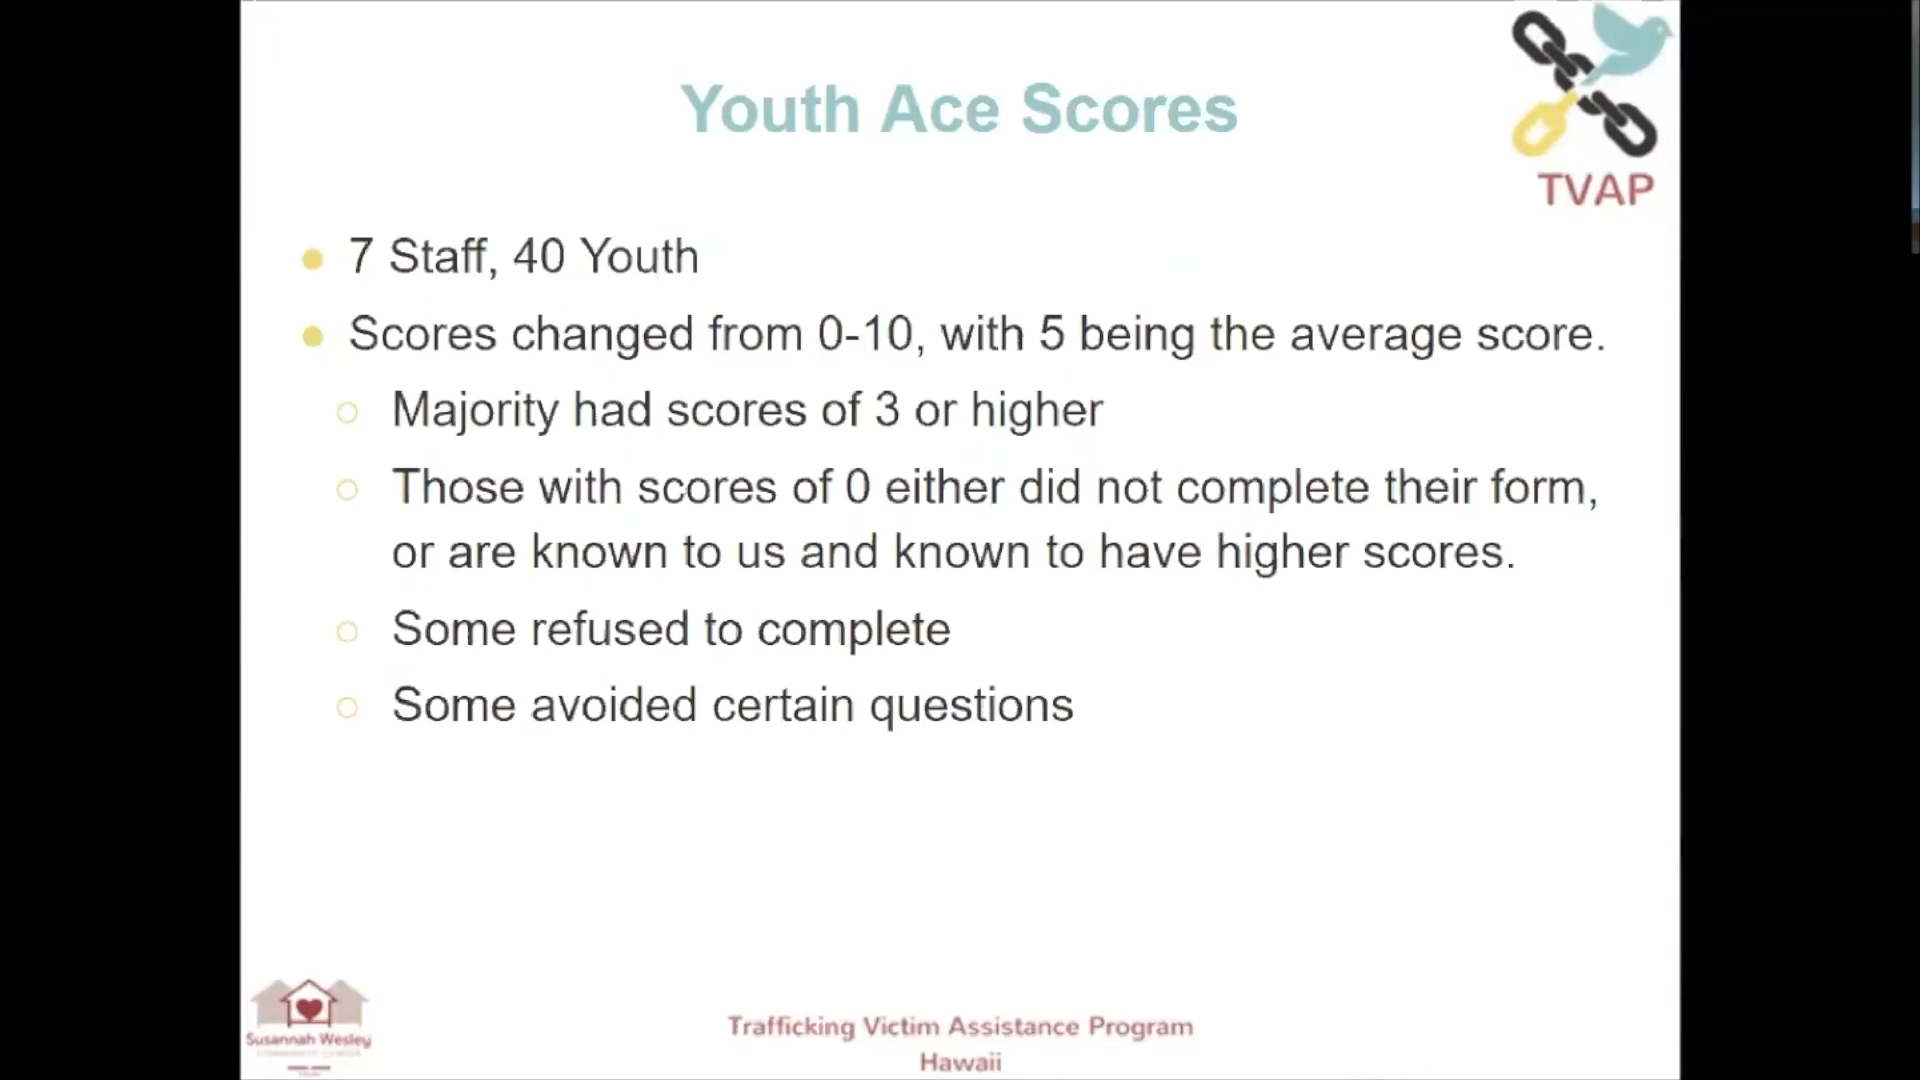 Youth Ace Scores
TVAP
7 Staff, 40 Youth
Scores changed from 0-10, with 5 being the average score.
Majority had scores of 3 or higher
Those with scores of 0 either did not complete their form,
or are known to us and known to have higher scores.
Some refused to complete
Some avoided certain questions
Susannah Wesley
COMMUNITY CENTER
Trafficking Victim Assistance Program
Hawaii